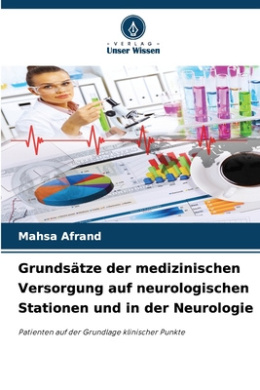 VERLAG
Unser Wissen
Mahsa Afrand
Grundsätze der medizinischen
Versorgung auf neurologischen
Stationen und in der Neurologie
Patienten auf der Grundlage klinischer Punkte